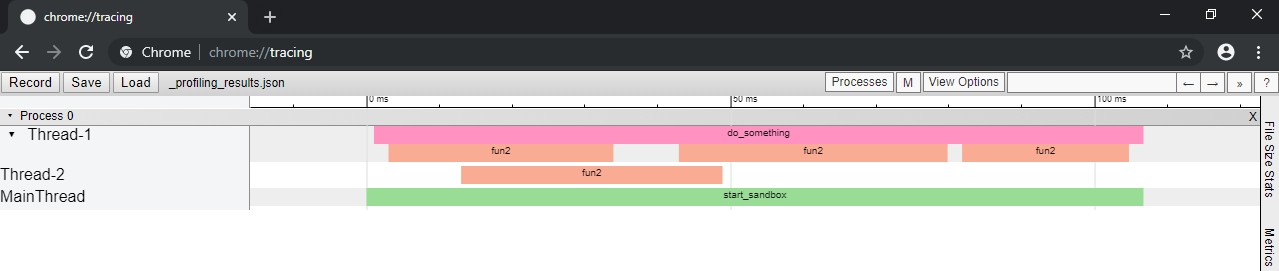 chrome://tracing
Chrome | chrome://tracing
Record Save Load _profiling_results.json Processes M View Options ← → » ?
0 ms 50 ms 100 ms
Process 0 X
Thread-1 do_something
fun2 fun2 fun2
Thread-2 fun2
MainThread start_sandbox
File Size Stats
Metrics